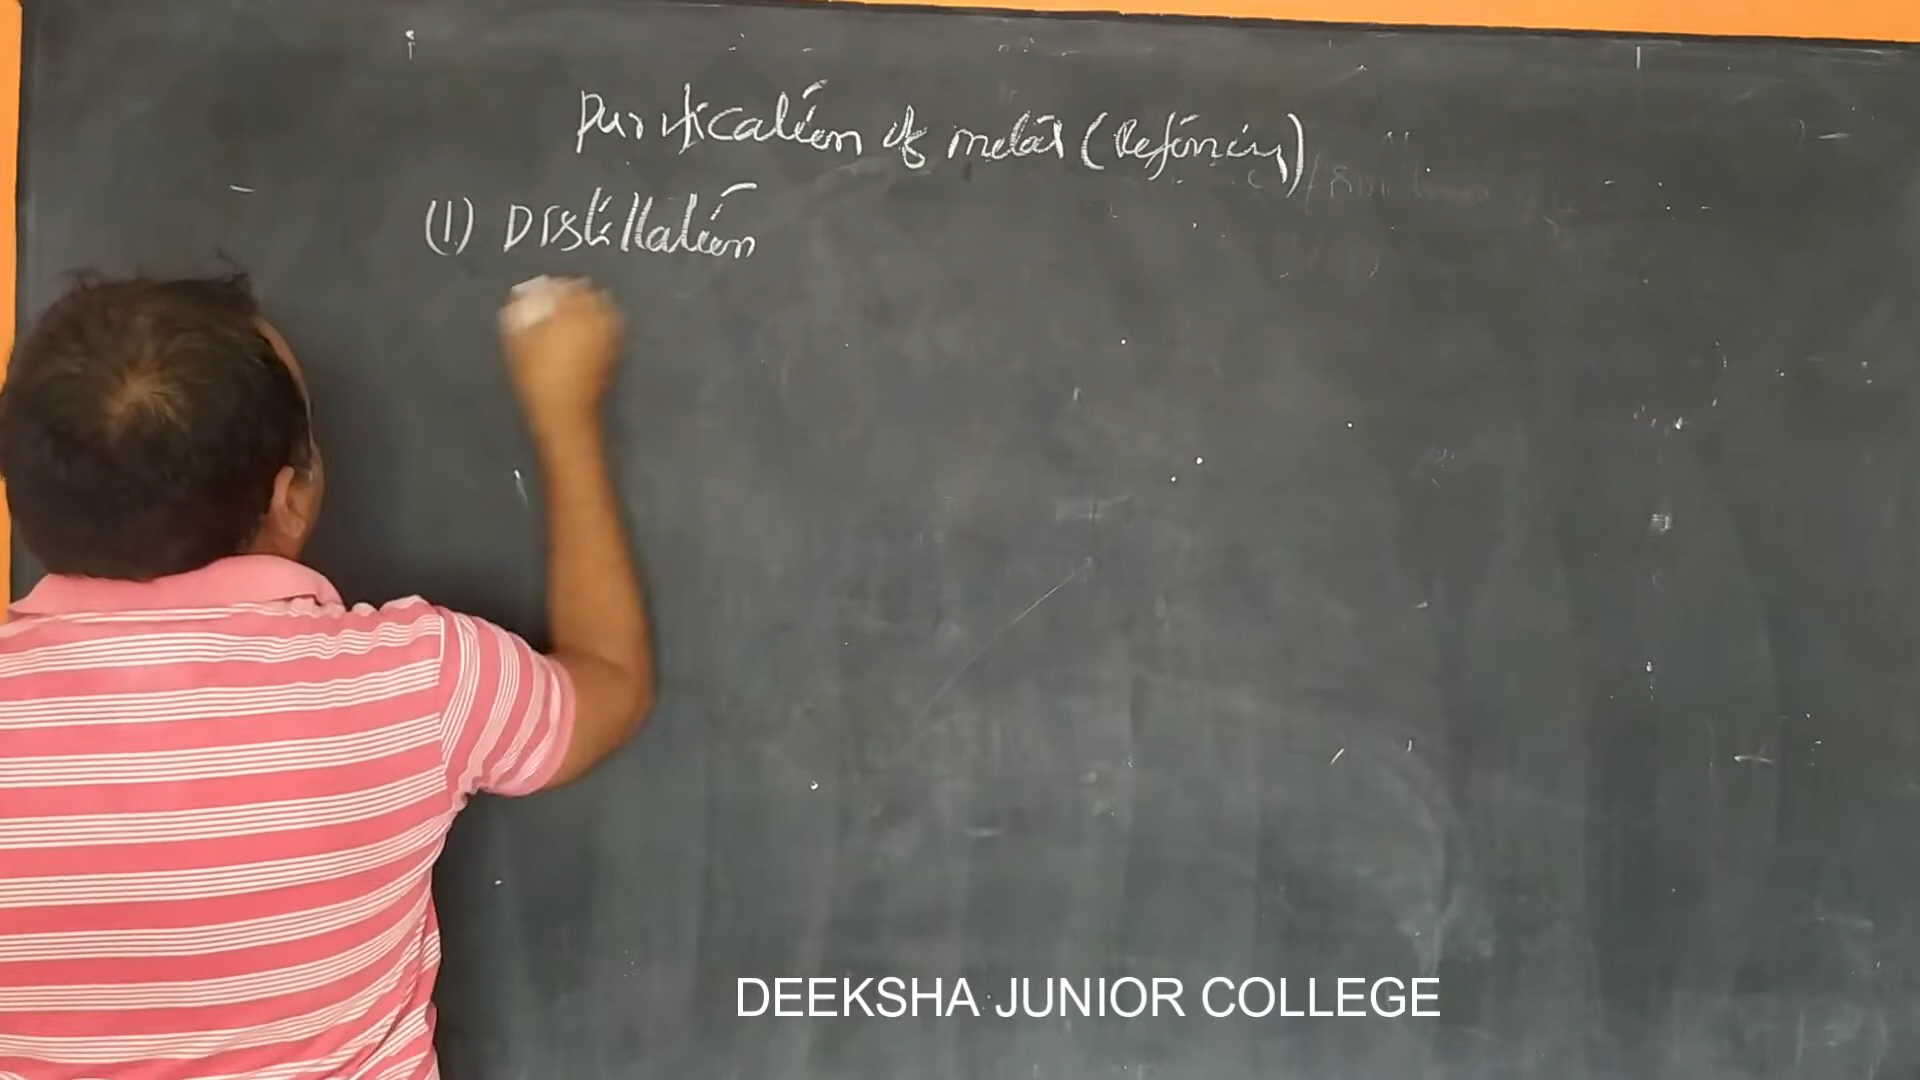 Purification of metal (Refining)
(1) Distillation
DEEKSHA JUNIOR COLLEGE